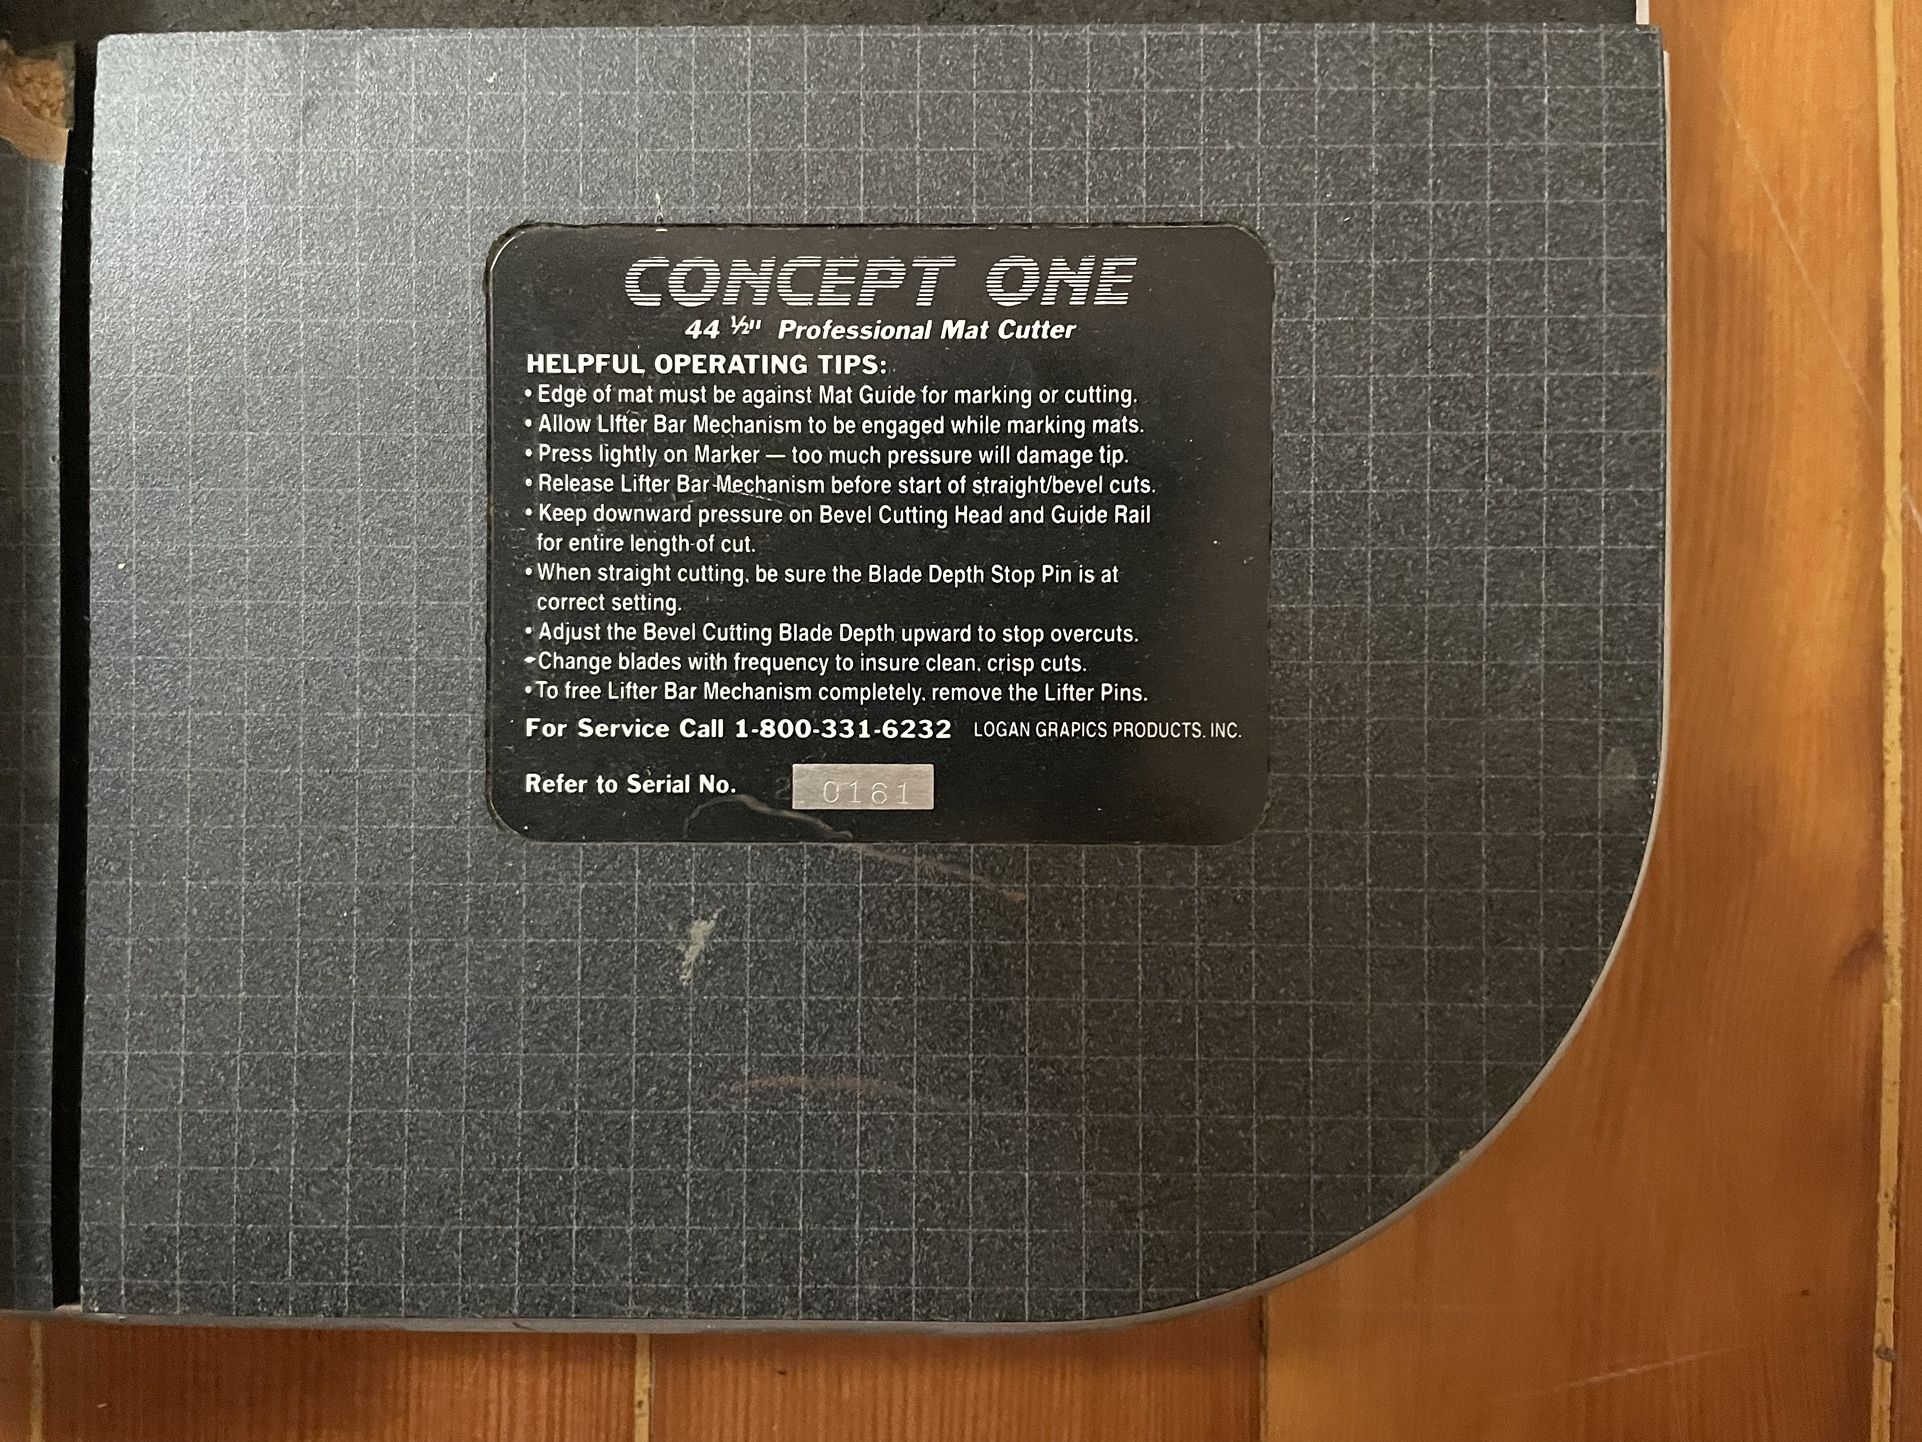 CONCEPT ONE
44 ½" Professional Mat Cutter
HELPFUL OPERATING TIPS:
• Edge of mat must be against Mat Guide for marking or cutting.
• Allow LIfter Bar Mechanism to be engaged while marking mats.
• Press lightly on Marker — too much pressure will damage tip.
• Release Lifter Bar Mechanism before start of straight/bevel cuts.
• Keep downward pressure on Bevel Cutting Head and Guide Rail
for entire length of cut.
• When straight cutting, be sure the Blade Depth Stop Pin is at
correct setting.
• Adjust the Bevel Cutting Blade Depth upward to stop overcuts.
• Change blades with frequency to insure clean, crisp cuts.
• To free Lifter Bar Mechanism completely, remove the Lifter Pins.
For Service Call 1-800-331-6232 LOGAN GRAPICS PRODUCTS, INC.
Refer to Serial No. 0161